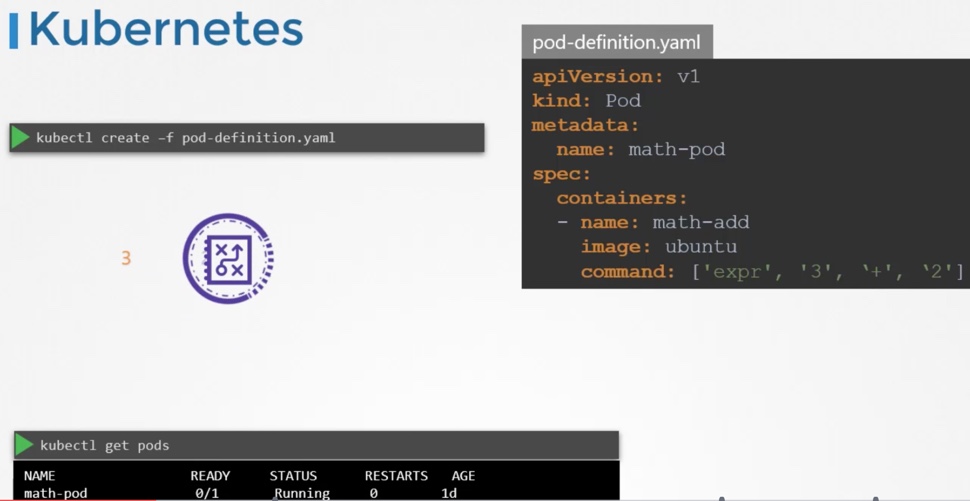 Kubernetes
kubectl create –f pod-definition.yaml
3
pod-definition.yaml
apiVersion: v1
kind: Pod
metadata:
  name: math-pod
spec:
  containers:
  - name: math-add
    image: ubuntu
    command: ['expr', '3', ‘+', ‘2']
kubectl get pods
NAME READY STATUS RESTARTS AGE
math-pod 0/1 Running 0 1d